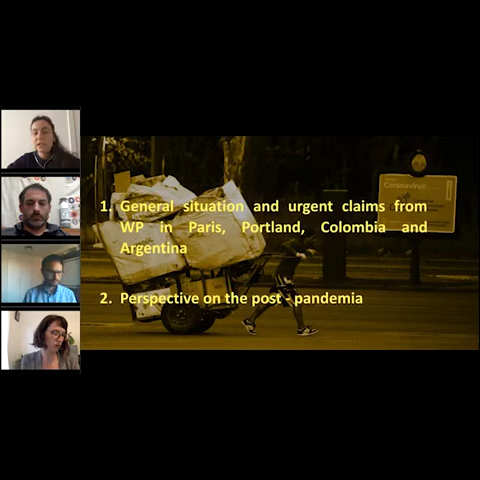 Coronavirus
1. General situation and urgent claims from
WP in Paris, Portland, Colombia and
Argentina
2. Perspective on the post - pandemia